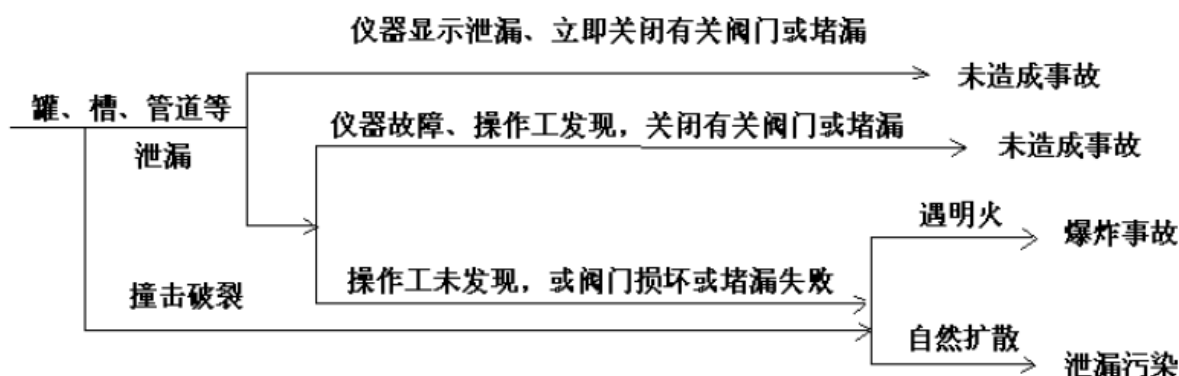 仪器显示泄漏、立即关闭有关阀门或堵漏
未造成事故
罐、槽、管道等
泄漏
仪器故障、操作工发现，关闭有关阀门或堵漏
未造成事故
遇明火
爆炸事故
操作工未发现，或阀门损坏或堵漏失败
撞击破裂
自然扩散
泄漏污染